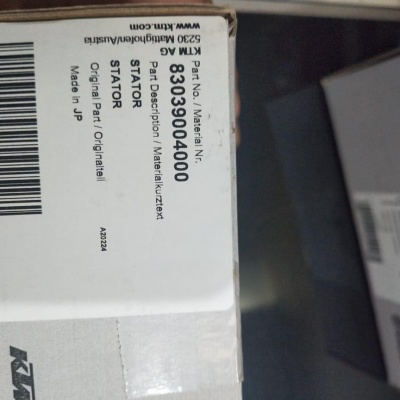 KTM AG
5230 Mattighofen/Austria
www.ktm.com
Part No. / Material Nr.
83039004000
Part Description / Materialkurztext
STATOR
STATOR
Original Part / Originalteil
Made in JP
A20224
KTM